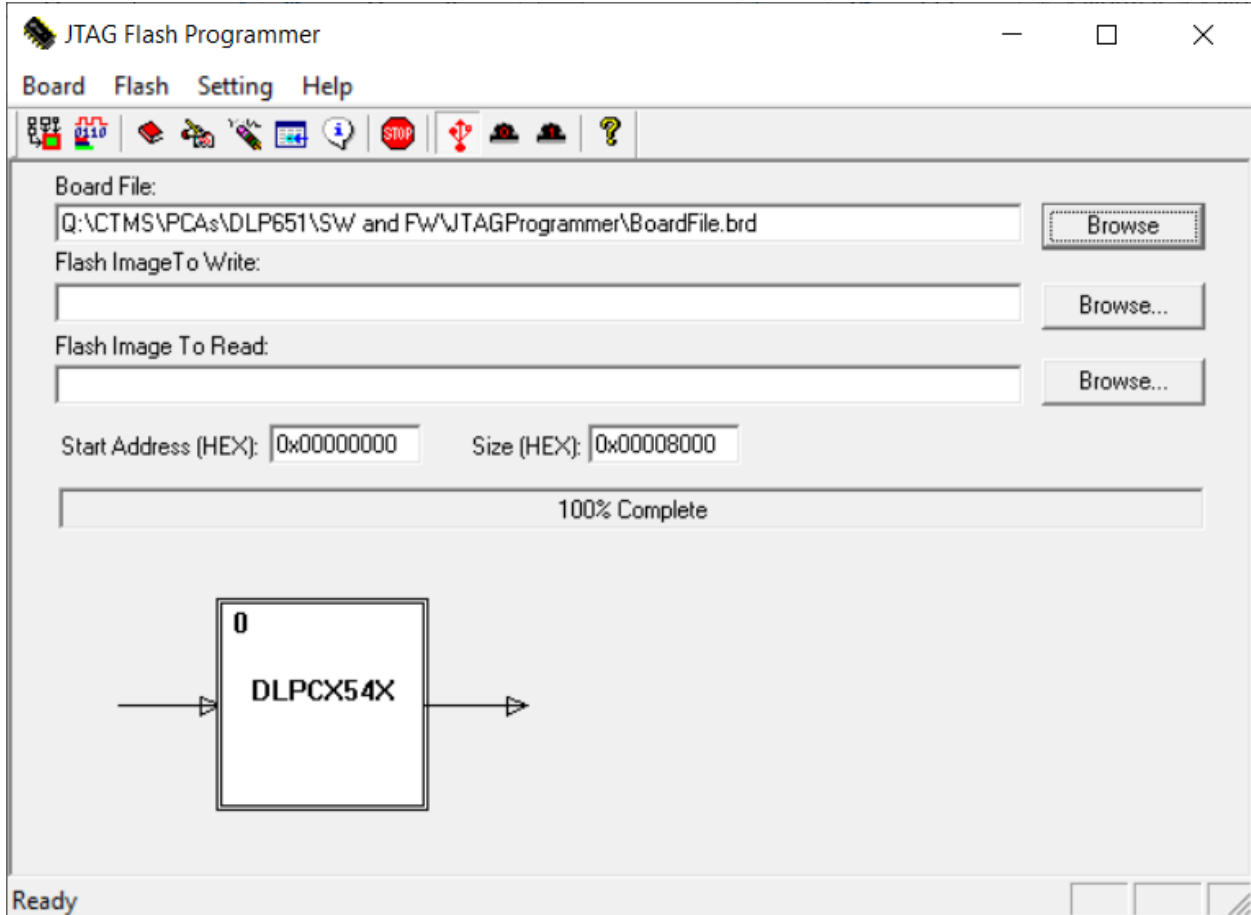 JTAG Flash Programmer
Board Flash Setting Help
0110 STOP
Board File:
Q:\CTMS\PCAs\DLP651\SW and FW\JTAGProgrammer\BoardFile.brd
Browse
Flash ImageTo Write:
Browse...
Flash Image To Read:
Browse...
Start Address (HEX): 0x00000000 Size (HEX): 0x00008000
100% Complete
0
DLPCX54X
Ready